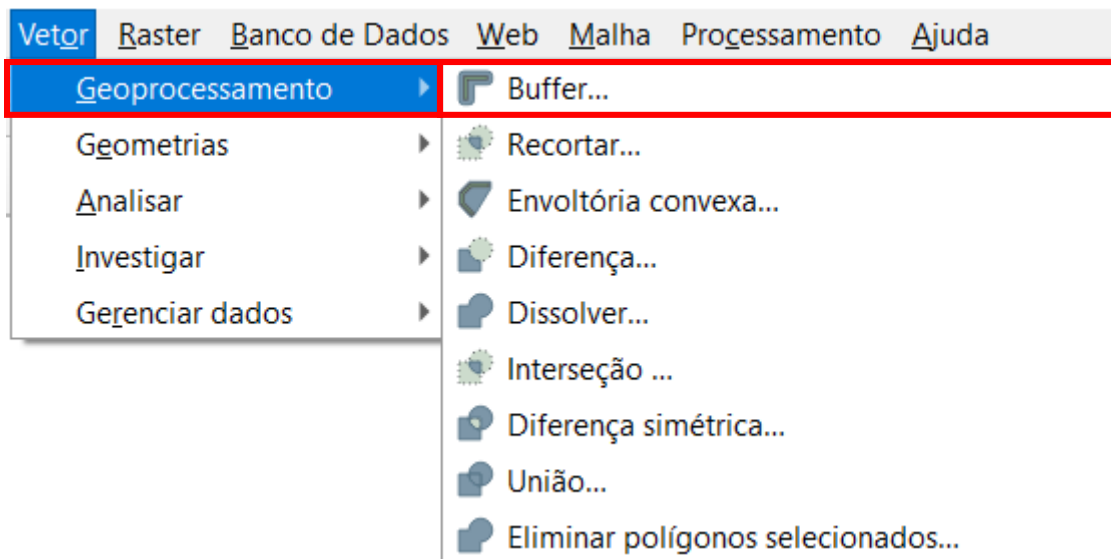 Vetor Raster Banco de Dados Web Malha Processamento Ajuda
Geoprocessamento Buffer...
Geometrias Recortar...
Analisar Envoltória convexa...
Investigar Diferença...
Gerenciar dados Dissolver...
Interseção ...
Diferença simétrica...
União...
Eliminar polígonos selecionados...